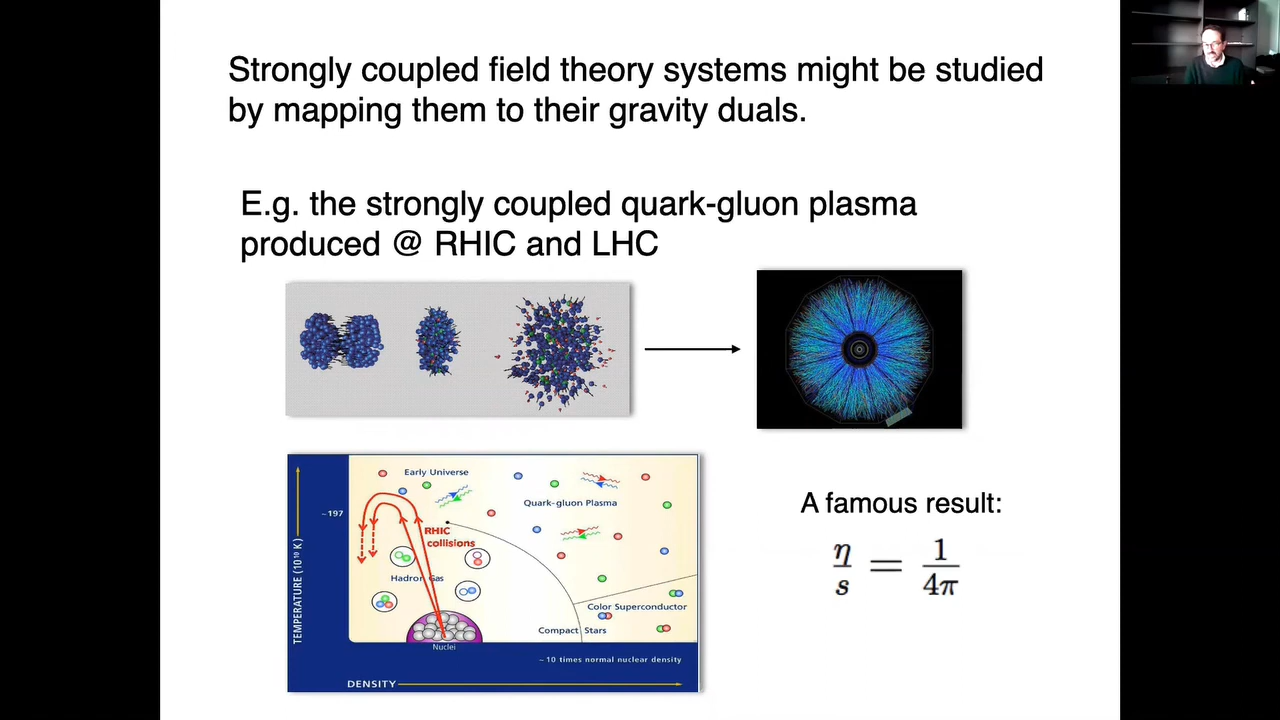 Strongly coupled field theory systems might be studied
by mapping them to their gravity duals.
E.g. the strongly coupled quark-gluon plasma
produced @ RHIC and LHC
Early Universe
Quark-gluon Plasma
~197
RHIC
collisions
TEMPERATURE (10¹⁰ K)
Hadron Gas
Color Superconductor
Compact Stars
Nuclei
~ 10 times normal nuclear density
DENSITY
A famous result:
η/s = 1/4π